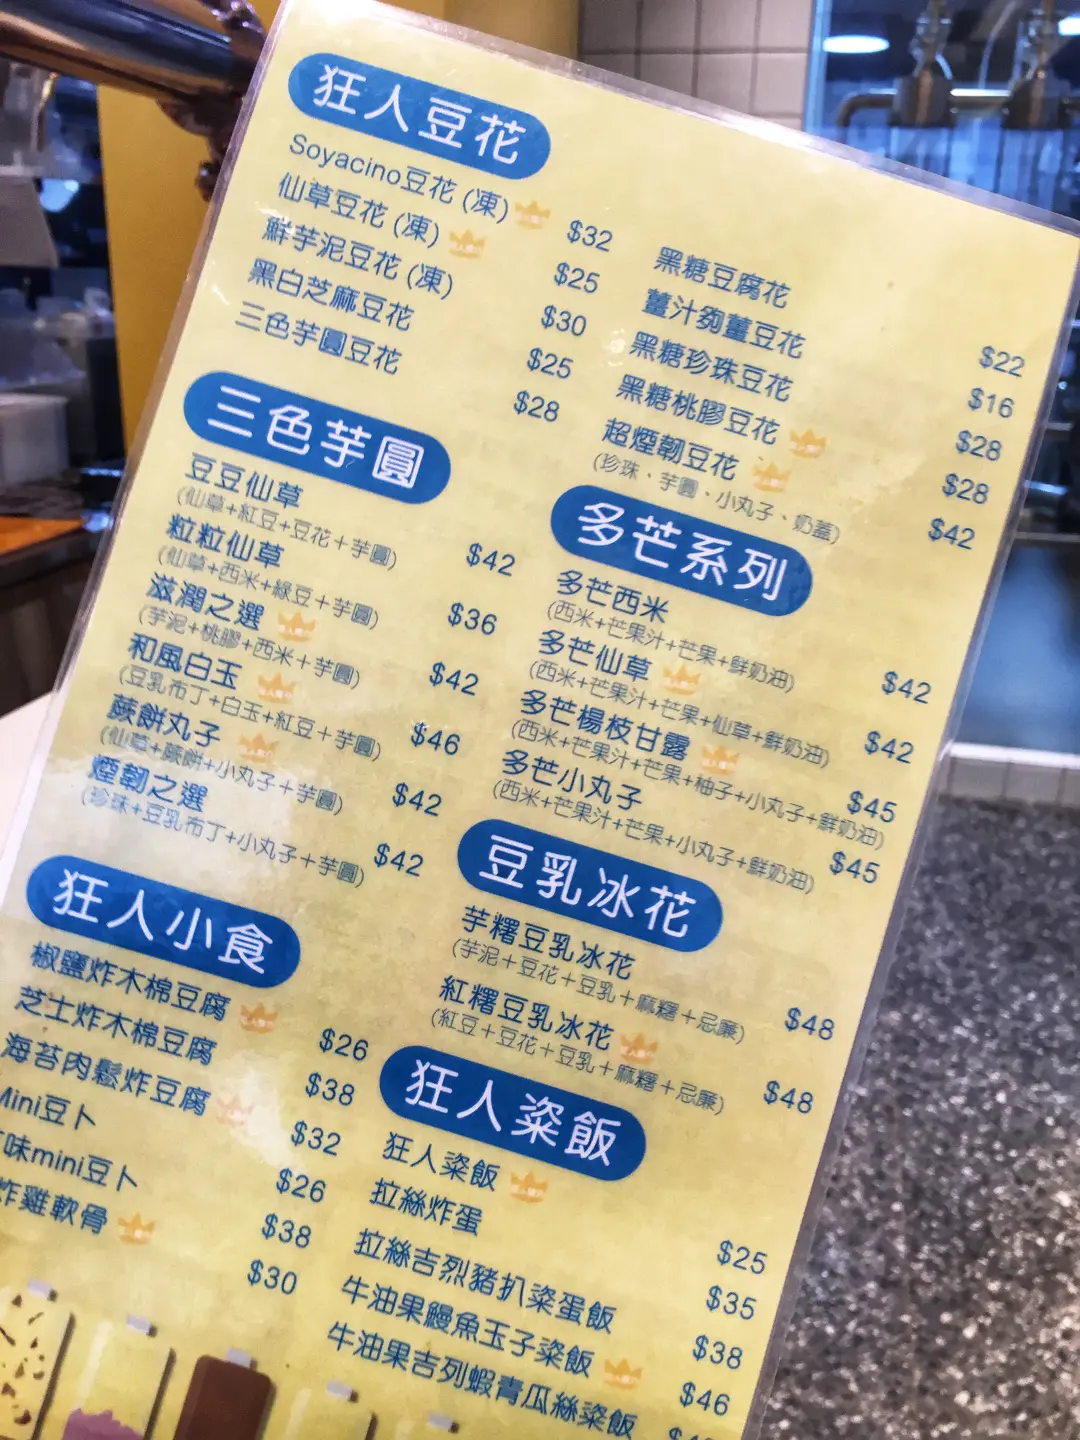 狂人豆花
Soyacino豆花 (凍) $32
仙草豆花 (凍) $25
鮮芋泥豆花 (凍) $30
黑白芝麻豆花 $25
三色芋圓豆花 $28
黑糖豆腐花 $22
薑汁夠薑豆花 $16
黑糖珍珠豆花 $28
黑糖桃膠豆花 $28
超煙韌豆花 $42
(珍珠、芋圓、小丸子、奶蓋)
三色芋圓
豆豆仙草 $42
(仙草+紅豆+豆花+芋圓)
粒粒仙草 $36
(仙草+西米+綠豆+芋圓)
滋潤之選 $42
(芋泥+桃膠+西米+芋圓)
和風白玉 $46
(豆乳布丁+白玉+紅豆+芋圓)
蕨餅丸子 $42
(仙草+蕨餅+小丸子+芋圓)
煙韌之選 $42
(珍珠+豆乳布丁+小丸子+芋圓)
多芒系列
多芒西米 $42
(西米+芒果汁+芒果+鮮奶油)
多芒仙草 $42
(西米+芒果汁+芒果+仙草+鮮奶油)
多芒楊枝甘露 $45
(西米+芒果汁+芒果+柚子+小丸子+鮮奶油)
多芒小丸子 $45
(西米+芒果汁+芒果+小丸子+鮮奶油)
豆乳冰花
芋糬豆乳冰花 $48
(芋泥+豆花+豆乳+麻糬+忌廉)
紅糬豆乳冰花 $48
(紅豆+豆花+豆乳+麻糬+忌廉)
狂人小食
椒鹽炸木棉豆腐 $26
芝士炸木棉豆腐 $38
海苔肉鬆炸豆腐 $32
Mini豆卜 $26
味mini豆卜 $38
炸雞軟骨 $30
狂人粢飯
狂人粢飯 $25
拉絲炸蛋 $35
拉絲吉烈豬扒粢蛋飯 $38
牛油果鰻魚玉子粢飯 $46
牛油果吉列蝦青瓜絲粢飯